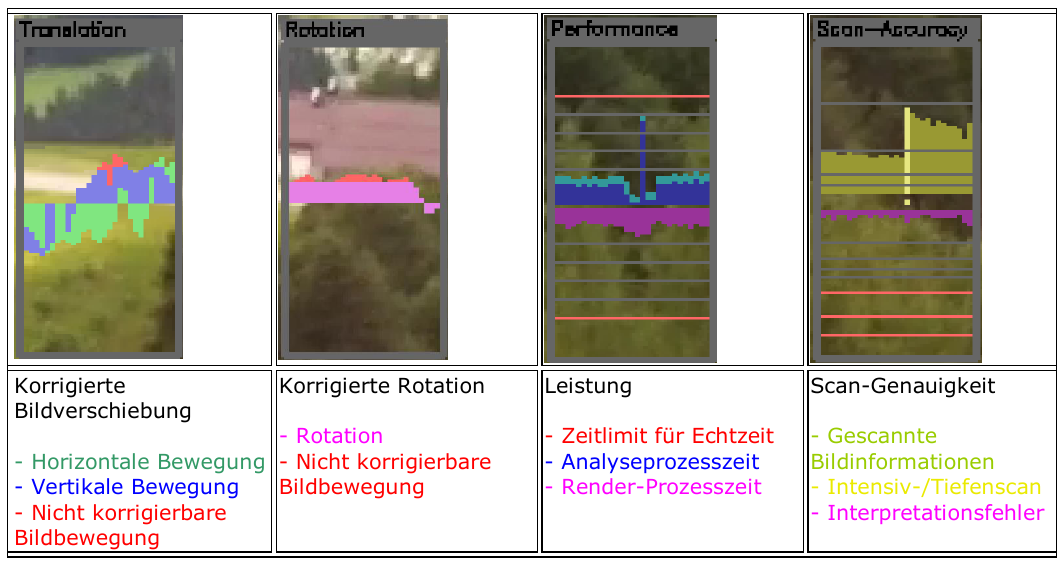 Translation
Rotation
Performance
Scan-Accuracy
Korrigierte
Bildverschiebung
- Horizontale Bewegung
- Vertikale Bewegung
- Nicht korrigierbare
Bildbewegung
Korrigierte Rotation
- Rotation
- Nicht korrigierbare
Bildbewegung
Leistung
- Zeitlimit für Echtzeit
- Analyseprozesszeit
- Render-Prozesszeit
Scan-Genauigkeit
- Gescannte
Bildinformationen
- Intensiv-/Tiefenscan
- Interpretationsfehler